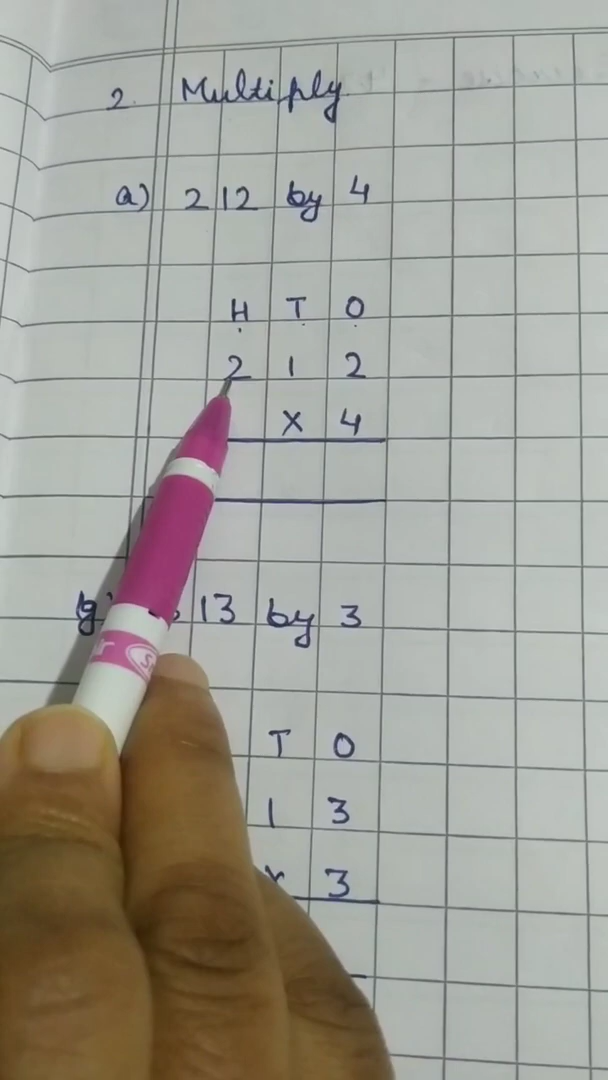 2. Multiply
a) 212 by 4
H T O
2 1 2
X 4
13 by 3
T O
1 3
X 3